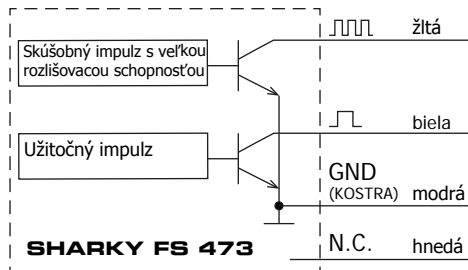 Skúšobný impulz s veľkou
rozlišovacou schopnosťou
žltá
Užitočný impulz
biela
GND
(KOSTRA) modrá
SHARKY FS 473
N.C. hnedá